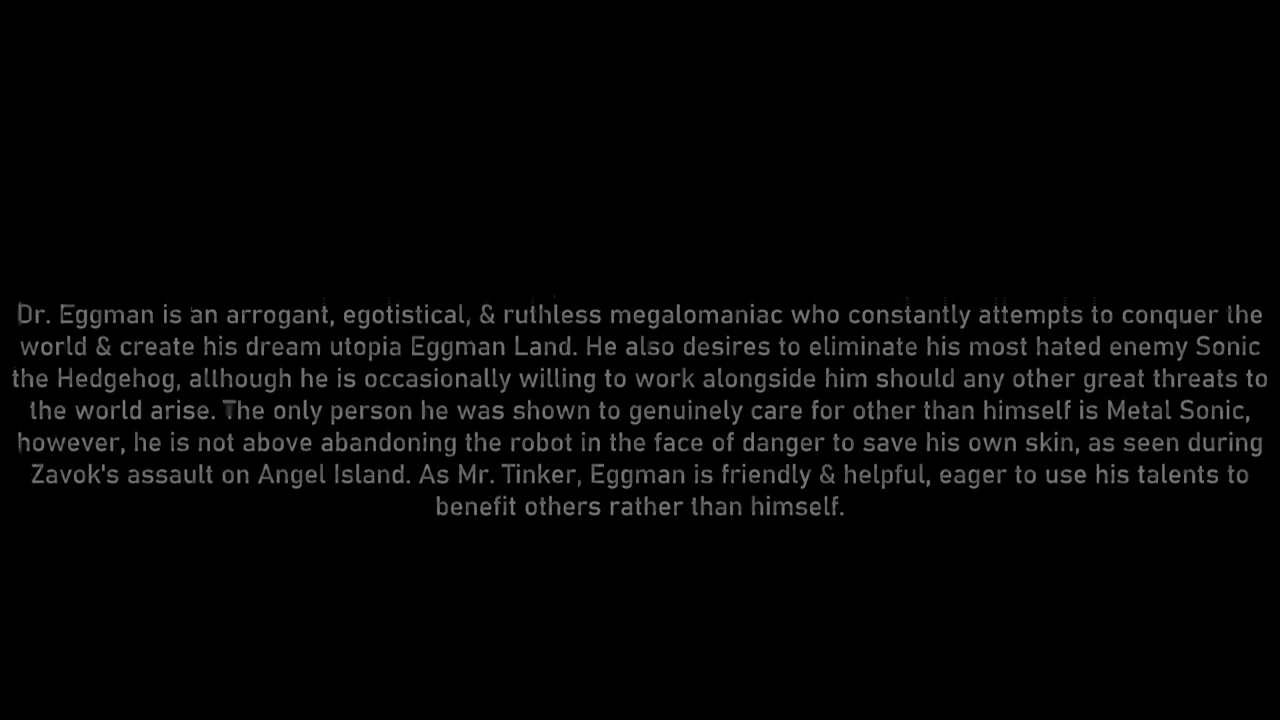 Dr. Eggman is an arrogant, egotistical, & ruthless megalomaniac who constantly attempts to conquer the
world & create his dream utopia Eggman Land. He also desires to eliminate his most hated enemy Sonic
the Hedgehog, although he is occasionally willing to work alongside him should any other great threats to
the world arise. The only person he was shown to genuinely care for other than himself is Metal Sonic,
however, he is not above abandoning the robot in the face of danger to save his own skin, as seen during
Zavok's assault on Angel Island. As Mr. Tinker, Eggman is friendly & helpful, eager to use his talents to
benefit others rather than himself.